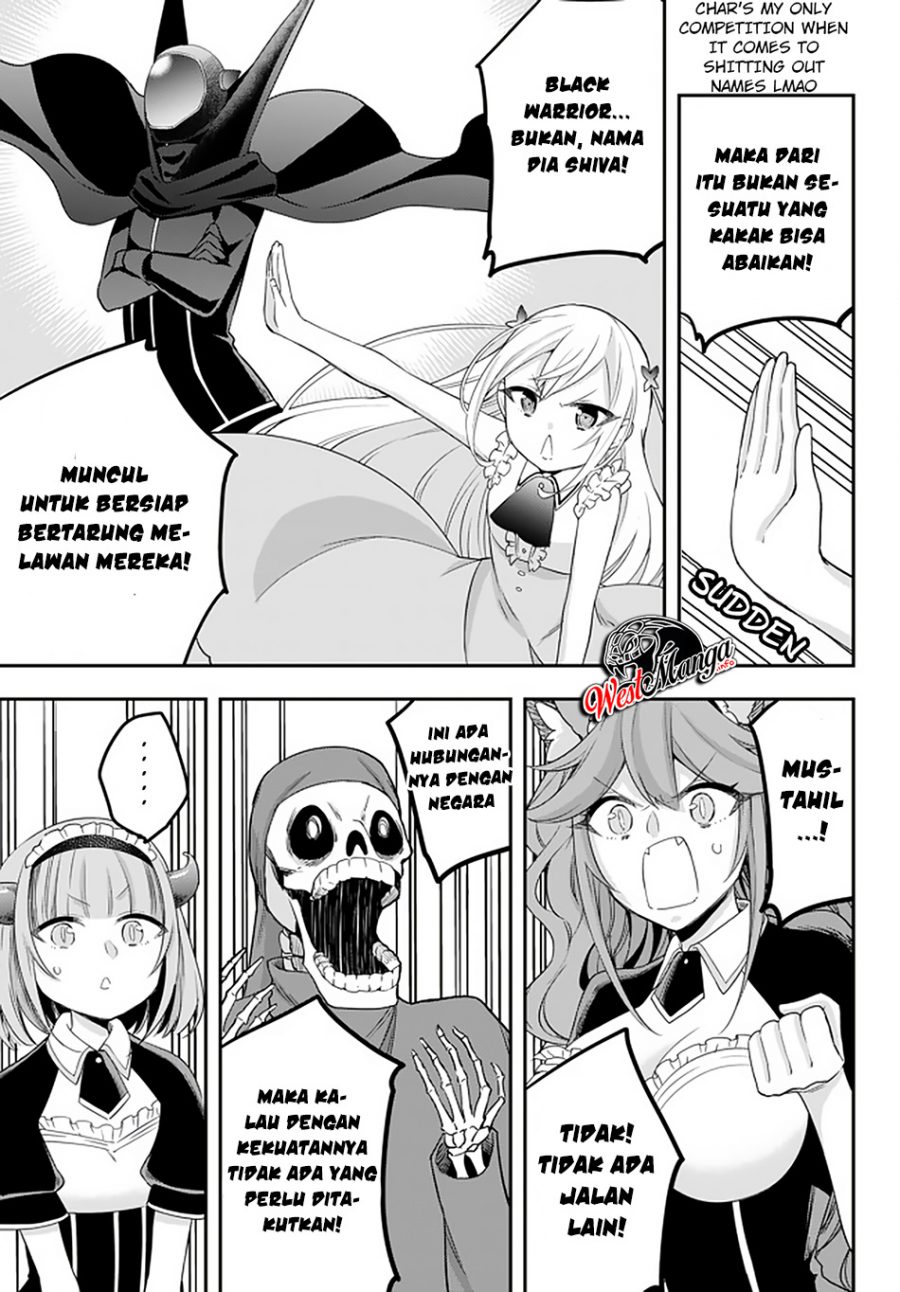 CHAR'S MY ONLY
COMPETITION WHEN
IT COMES TO
SHITTING OUT
NAMES LMAO
MAKA DARI
ITU BUKAN SE-
SUATU YANG
KAKAK BISA
ABAIKAN!
SUDDEN
BLACK
WARRIOR...
BUKAN, NAMA
DIA SHIVA!
MUNCUL
UNTUK BERSIAP
BERTARUNG ME-
LAWAN MEREKA!
WestManga
.info
MUS-
TAHIL
...!
TIDAK!
TIDAK ADA
JALAN
LAIN!
INI ADA
HUBUNGAN-
NYA DENGAN
NEGARA
MAKA KA-
LAU DENGAN
KEKUATANNYA
TIDAK ADA YANG
PERLU DITA-
KUTKAN!
.....